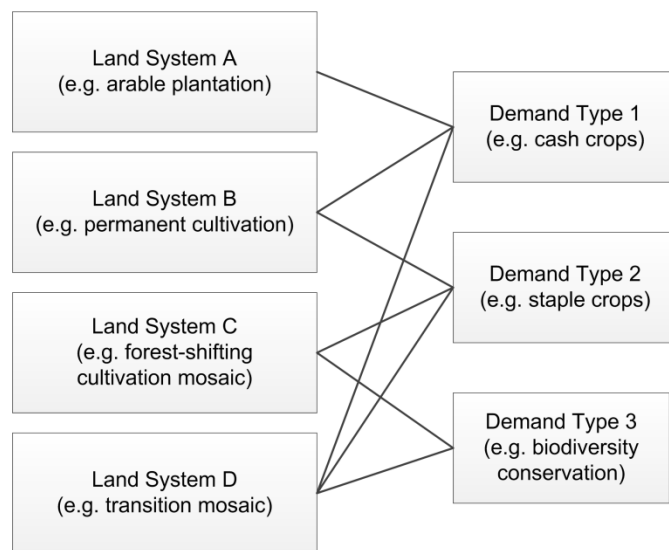 Land System A
(e.g. arable plantation)
Land System B
(e.g. permanent cultivation)
Land System C
(e.g. forest-shifting
cultivation mosaic)
Land System D
(e.g. transition mosaic)
Demand Type 1
(e.g. cash crops)
Demand Type 2
(e.g. staple crops)
Demand Type 3
(e.g. biodiversity
conservation)